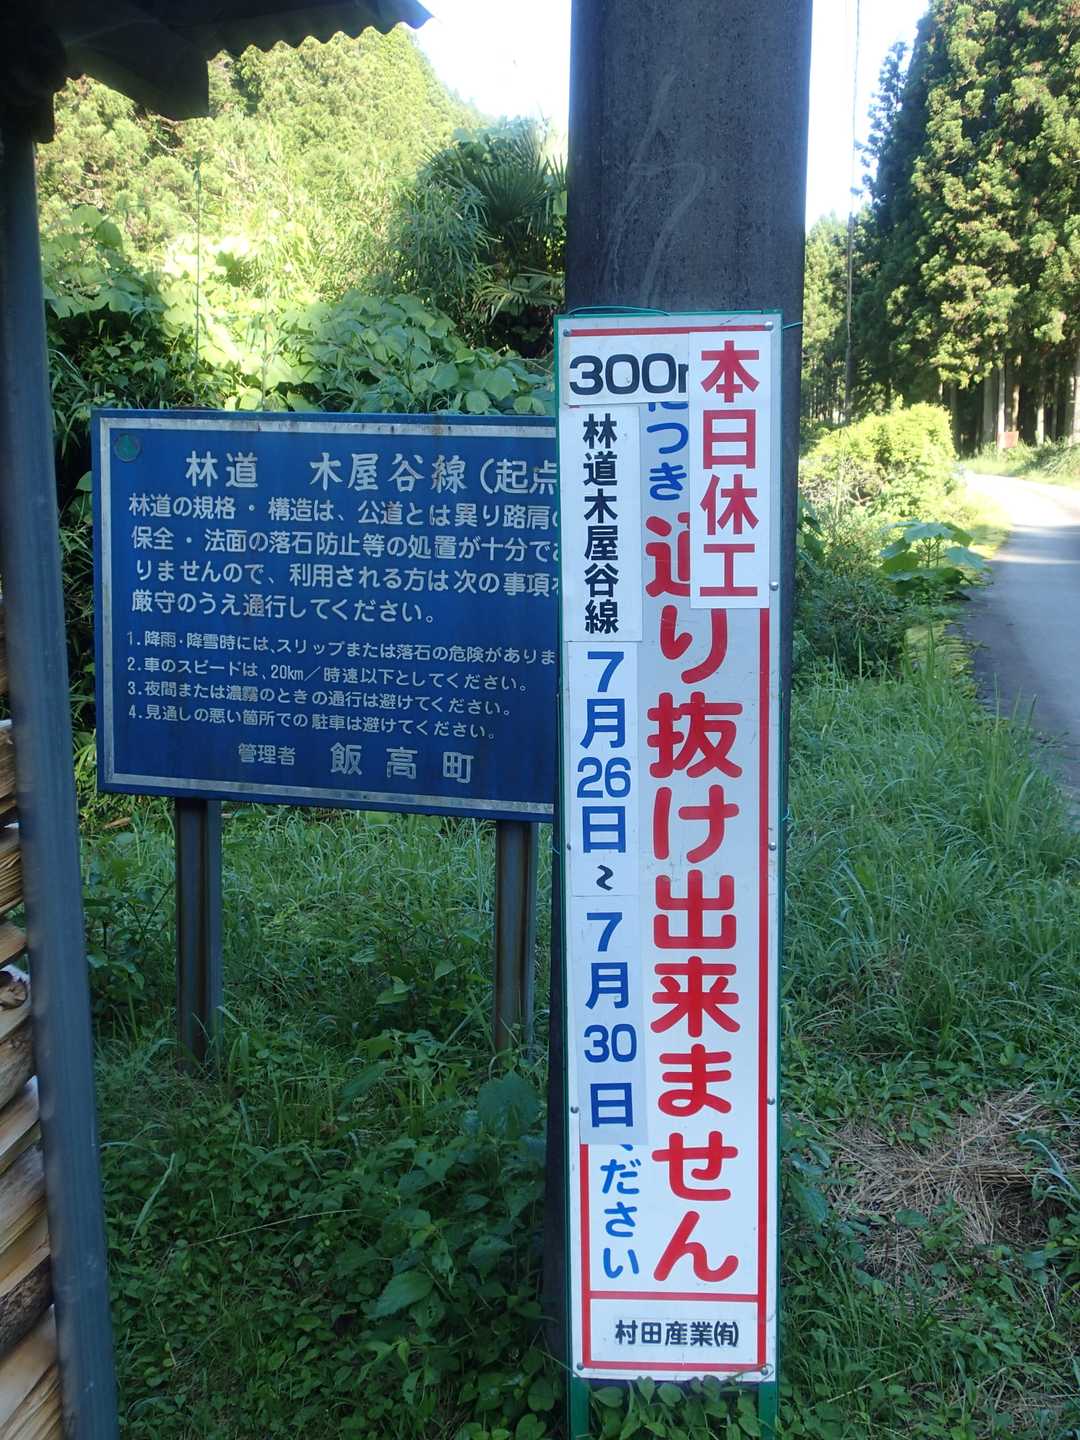 林道 木屋谷線(起点
林道の規格・構造は、公道とは異り路肩の
保全・法面の落石防止等の処置が十分であ
りませんので、利用される方は次の事項を
厳守のうえ通行してください。
1.降雨・降雪時には、スリップまたは落石の危険がありま
2.車のスピードは、20km/時速以下としてください。
3.夜間または濃霧のときの通行は避けてください。
4.見通しの悪い箇所での駐車は避けてください。
管理者 飯高町
本日休工
300m
につき
通り抜け出来ません
林道木屋谷線
7月26日~7月30日
ださい
村田産業㈲